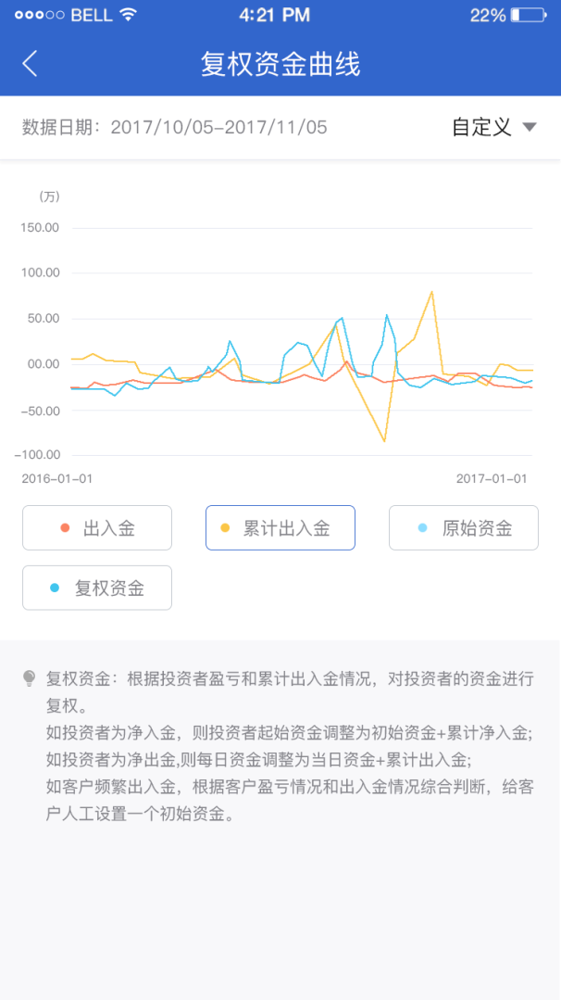 BELL 4:21 PM 22%
复权资金曲线
数据日期：2017/10/05-2017/11/05 自定义
(万)
150.00
100.00
50.00
00.00
-50.00
-100.00
2016-01-01 2017-01-01
出入金 累计出入金 原始资金
复权资金
复权资金：根据投资者盈亏和累计出入金情况，对投资者的资金进行
复权。
如投资者为净入金，则投资者起始资金调整为初始资金+累计净入金;
如投资者为净出金,则每日资金调整为当日资金+累计出入金;
如客户频繁出入金，根据客户盈亏情况和出入金情况综合判断，给客
户人工设置一个初始资金。